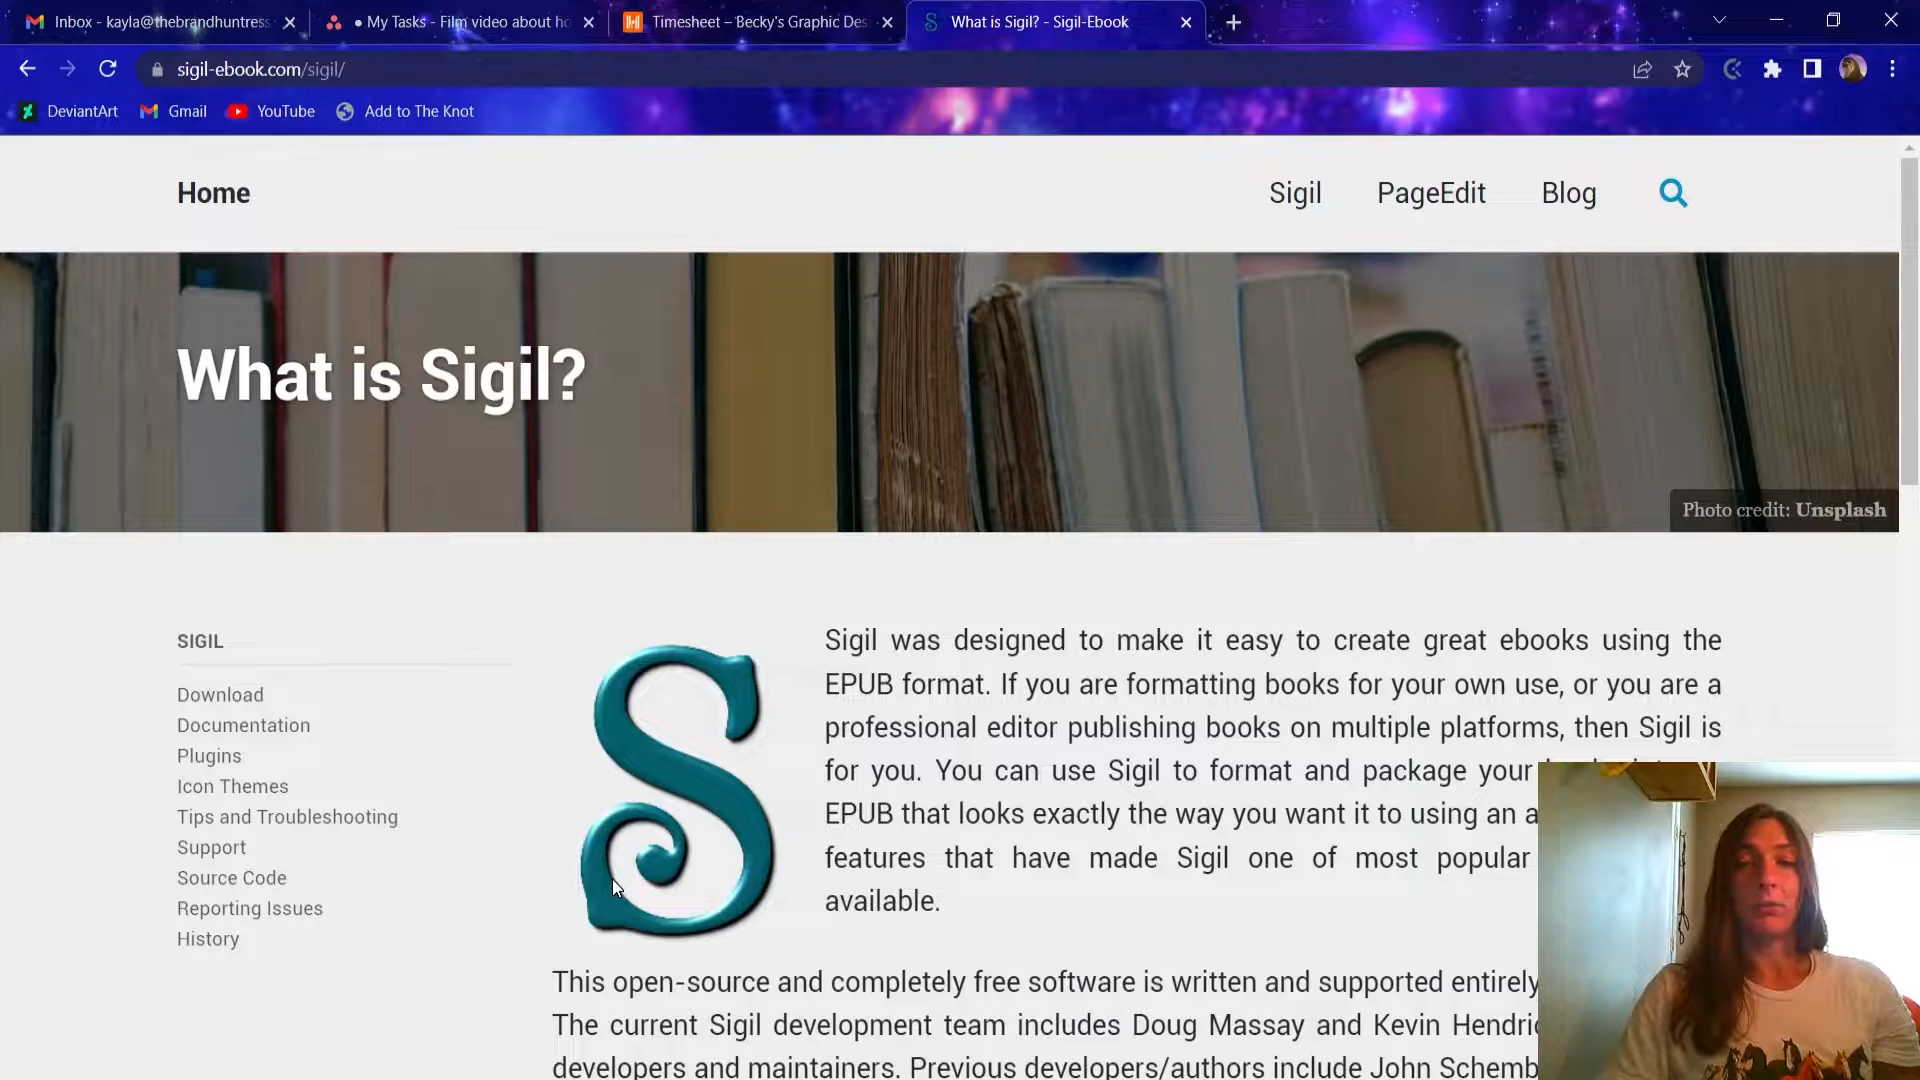 Inbox - kayla@thebrandhuntress
• My Tasks - Film video about ho
Timesheet – Becky's Graphic Des
What is Sigil? - Sigil-Ebook
sigil-ebook.com/sigil/
DeviantArt
Gmail
YouTube
Add to The Knot
Home
Sigil
PageEdit
Blog
What is Sigil?
Photo credit: Unsplash
SIGIL
Download
Documentation
Plugins
Icon Themes
Tips and Troubleshooting
Support
Source Code
Reporting Issues
History
Sigil was designed to make it easy to create great ebooks using the
EPUB format. If you are formatting books for your own use, or you are a
professional editor publishing books on multiple platforms, then Sigil is
for you. You can use Sigil to format and package your
EPUB that looks exactly the way you want it to using an a
features that have made Sigil one of most popular
available.
This open-source and completely free software is written and supported entirely
The current Sigil development team includes Doug Massay and Kevin Hendri
developers and maintainers. Previous developers/authors include John Schemb